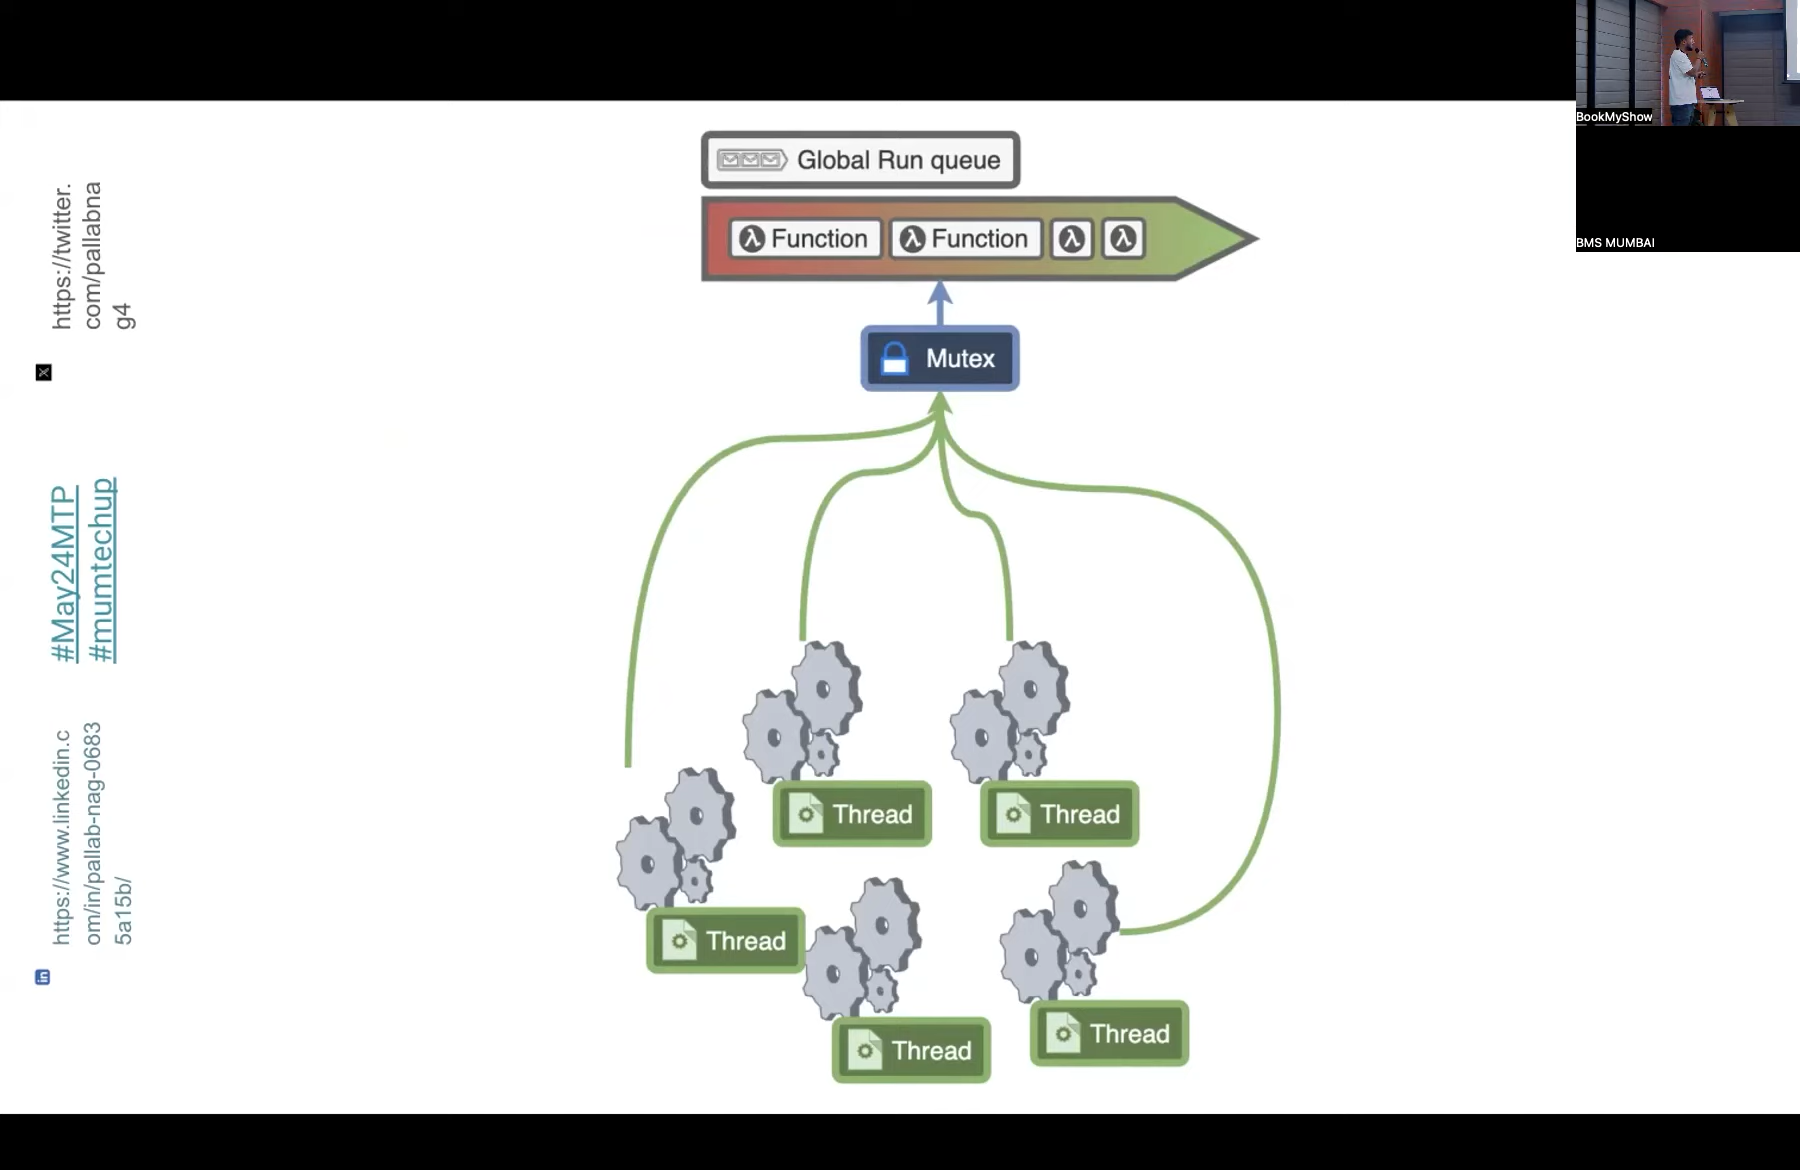 https://twitter.
com/pallabna
g4
#May24MTP
#mumtechup
https://www.linkedin.c
om/in/pallab-nag-0683
5a15b/
in
Global Run queue
λ Function
λ Function
λ
λ
Mutex
Thread
Thread
Thread
Thread
Thread
BookMyShow
BMS MUMBAI